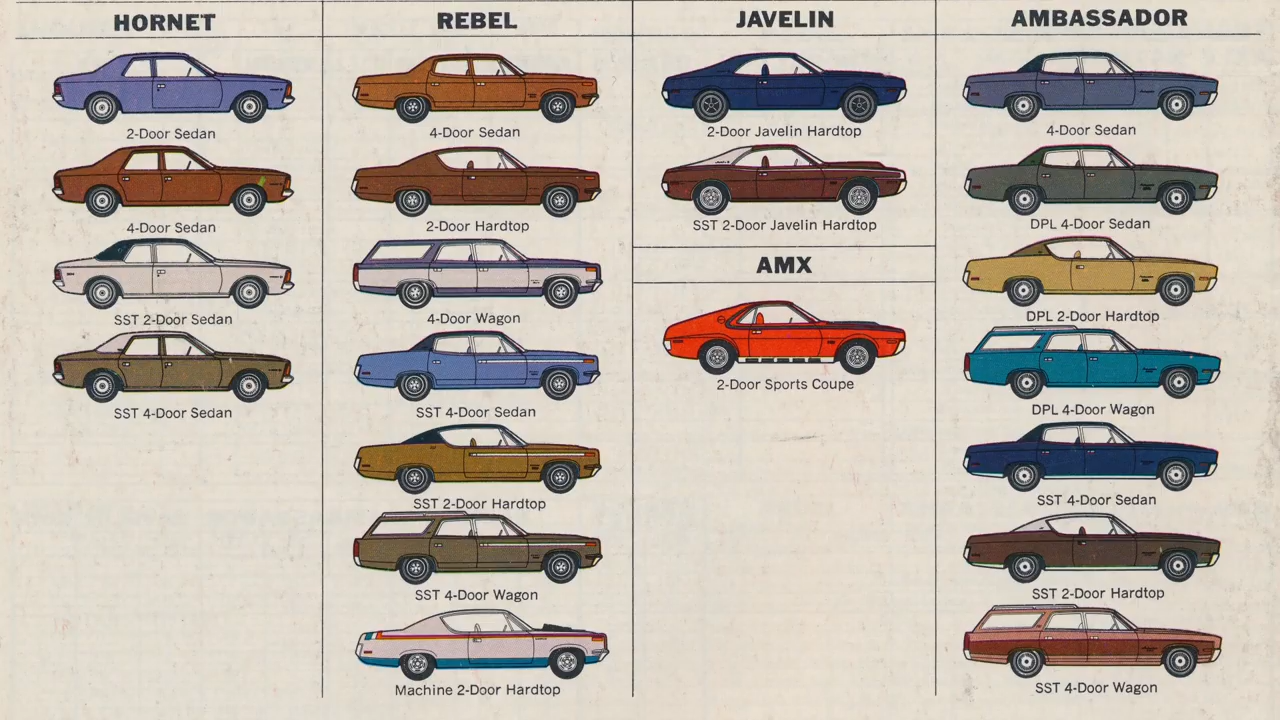 HORNET
2-Door Sedan
4-Door Sedan
SST 2-Door Sedan
SST 4-Door Sedan
REBEL
4-Door Sedan
2-Door Hardtop
4-Door Wagon
SST 4-Door Sedan
SST 2-Door Hardtop
SST 4-Door Wagon
Machine 2-Door Hardtop
JAVELIN
2-Door Javelin Hardtop
SST 2-Door Javelin Hardtop
AMX
2-Door Sports Coupe
AMBASSADOR
4-Door Sedan
DPL 4-Door Sedan
DPL 2-Door Hardtop
DPL 4-Door Wagon
SST 4-Door Sedan
SST 2-Door Hardtop
SST 4-Door Wagon